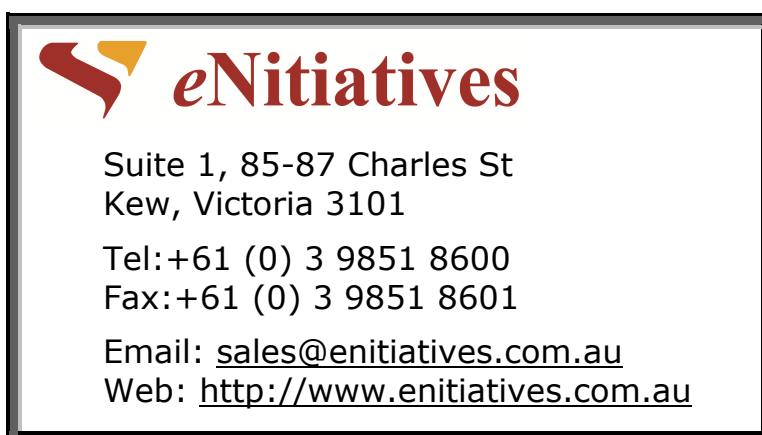 eNitiatives
Suite 1, 85-87 Charles St
Kew, Victoria 3101
Tel:+61 (0) 3 9851 8600
Fax:+61 (0) 3 9851 8601
Email: sales@enitiatives.com.au
Web: http://www.enitiatives.com.au